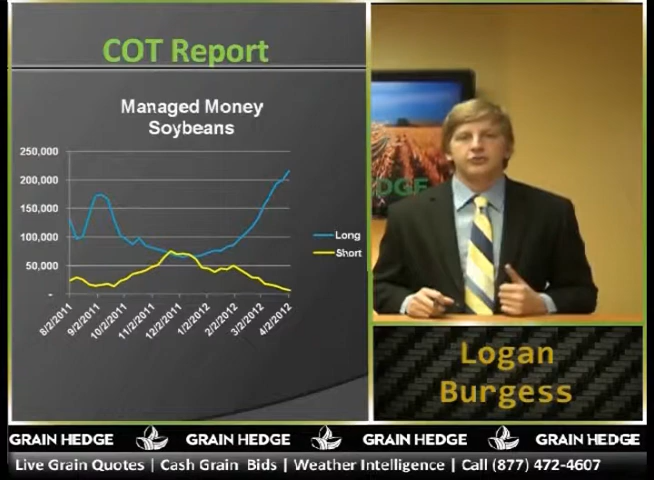 COT Report
Managed Money
Soybeans
250,000
200,000
150,000
100,000
50,000
-
8/2/2011
9/2/2011
10/2/2011
11/2/2011
12/2/2011
1/2/2012
2/2/2012
3/2/2012
4/2/2012
Long
Short
DGE
Logan
Burgess
GRAIN HEDGE GRAIN HEDGE GRAIN HEDGE GRAIN HEDGE
Live Grain Quotes | Cash Grain Bids | Weather Intelligence | Call (877) 472-4607